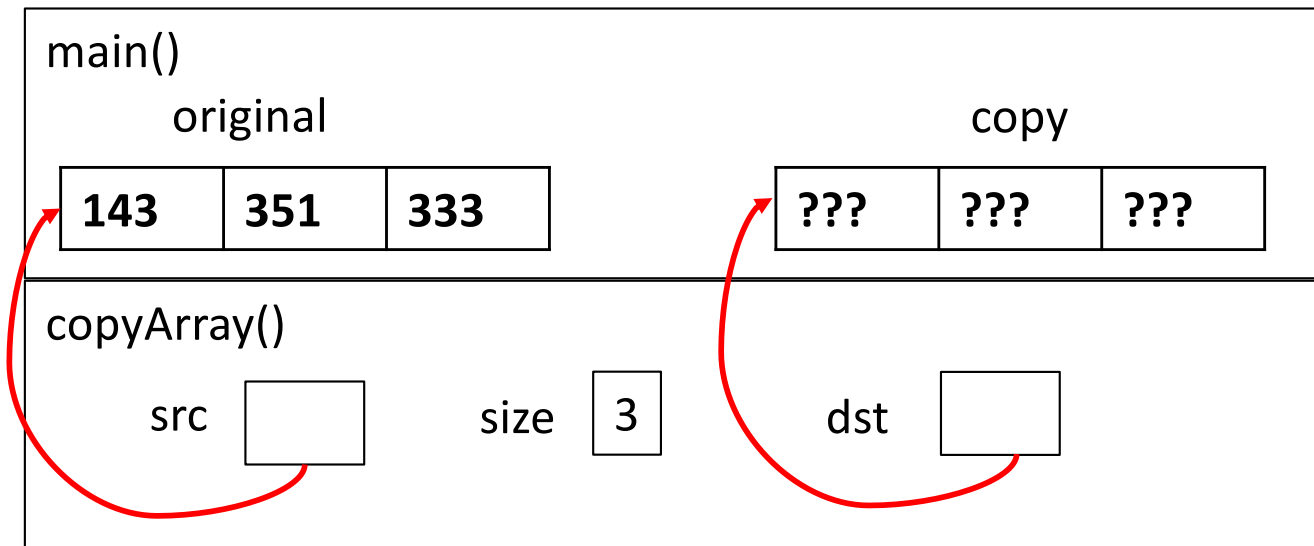 main()
original copy
143 351 333 ??? ??? ???
copyArray()
src size 3 dst